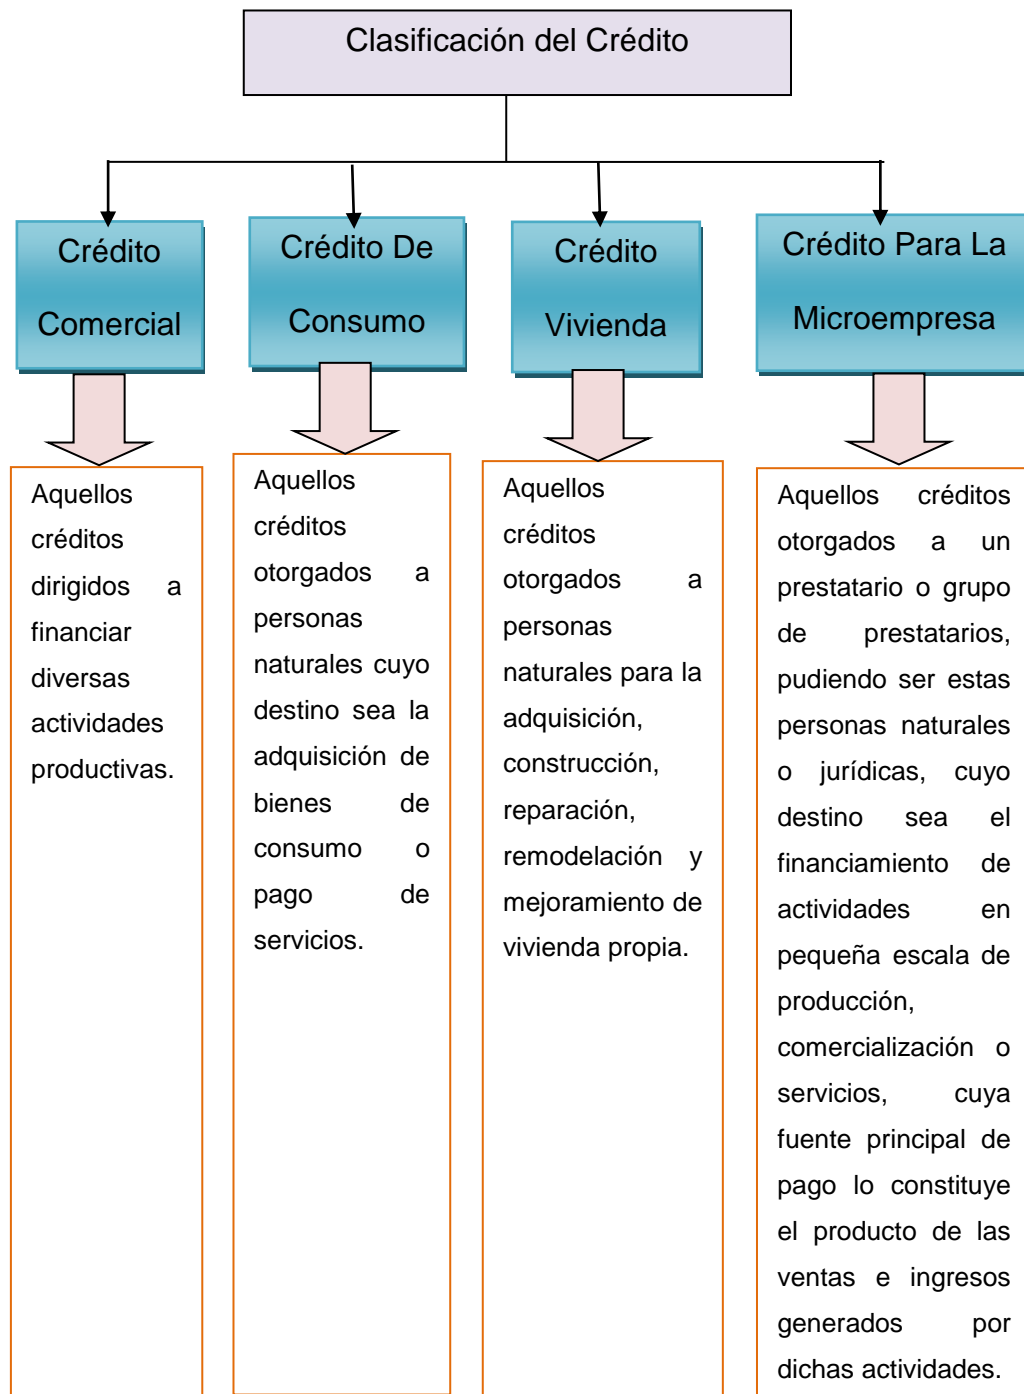 Clasificación del Crédito
Crédito
Comercial
Crédito De
Consumo
Crédito
Vivienda
Crédito Para La
Microempresa
Aquellos
créditos
dirigidos a
financiar
diversas
actividades
productivas.
Aquellos
créditos
otorgados a
personas
naturales cuyo
destino sea la
adquisición de
bienes de
consumo o
pago de
servicios.
Aquellos
créditos
otorgados a
personas
naturales para la
adquisición,
construcción,
reparación,
remodelación y
mejoramiento de
vivienda propia.
Aquellos créditos
otorgados a un
prestatario o grupo
de prestatarios,
pudiendo ser estas
personas naturales
o jurídicas, cuyo
destino sea el
financiamiento de
actividades en
pequeña escala de
producción,
comercialización o
servicios, cuya
fuente principal de
pago lo constituye
el producto de las
ventas e ingresos
generados por
dichas actividades.